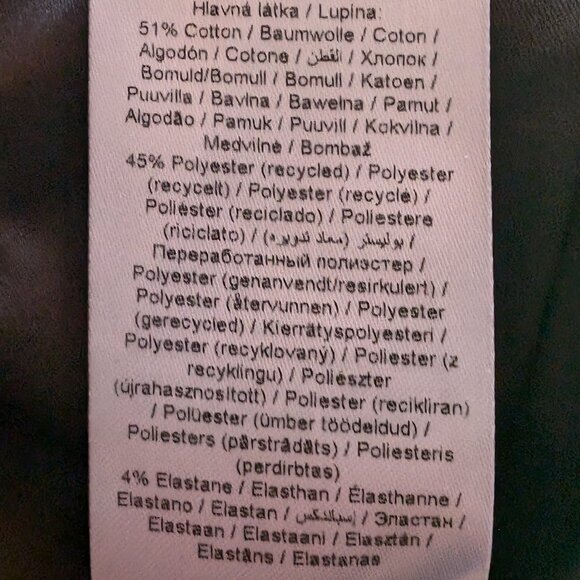 Hlavná látka / Lupina:
51% Cotton / Baumwolle / Coton /
Algodón / Cotone / القطن / Хлопок /
Bomuld/Bomull / Bomull / Katoen /
Puuvilla / Bavlna / Bawełna / Pamut /
Algodão / Pamuk / Puuvill / Kokvilna /
Medvilnė / Bombaž
45% Polyester (recycled) / Polyester
(recycelt) / Polyester (recyclé) /
Poliéster (reciclado) / Poliestere
(riciclato) / بوليستر (معاد تدويره) /
Переработанный полиэстер /
Polyester (genanvendt/resirkulert) /
Polyester (återvunnen) / Polyester
(gerecycled) / Kierrätyspolyesteri /
Polyester (recyklovaný) / Poliester (z
recyklingu) / Poliészter
(újrahasznosított) / Poliester (recikliran)
/ Polüester (ümber töödeldud) /
Poliesters (pārstrādāts) / Poliesteris
(perdirbtas)
4% Elastane / Elasthan / Élasthanne /
Elastano / Elastan / إسباندكس / Эластан /
Elastaan / Elastaani / Elasztán /
Elastāns / Elastanas